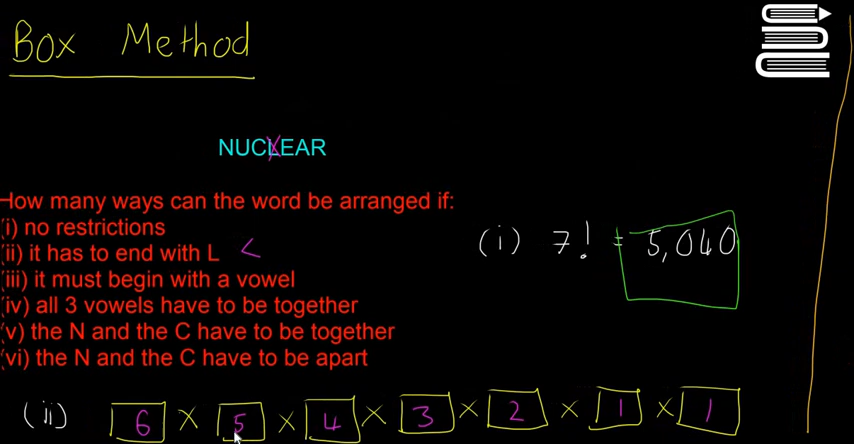 Box Method
NUCLEAR
How many ways can the word be arranged if:
(i) no restrictions
(ii) it has to end with L <
(iii) it must begin with a vowel
(iv) all 3 vowels have to be together
(v) the N and the C have to be together
(vi) the N and the C have to be apart
(i) 7! = 5,040
(ii) 6 × 5 × 4 × 3 × 2 × 1 × 1